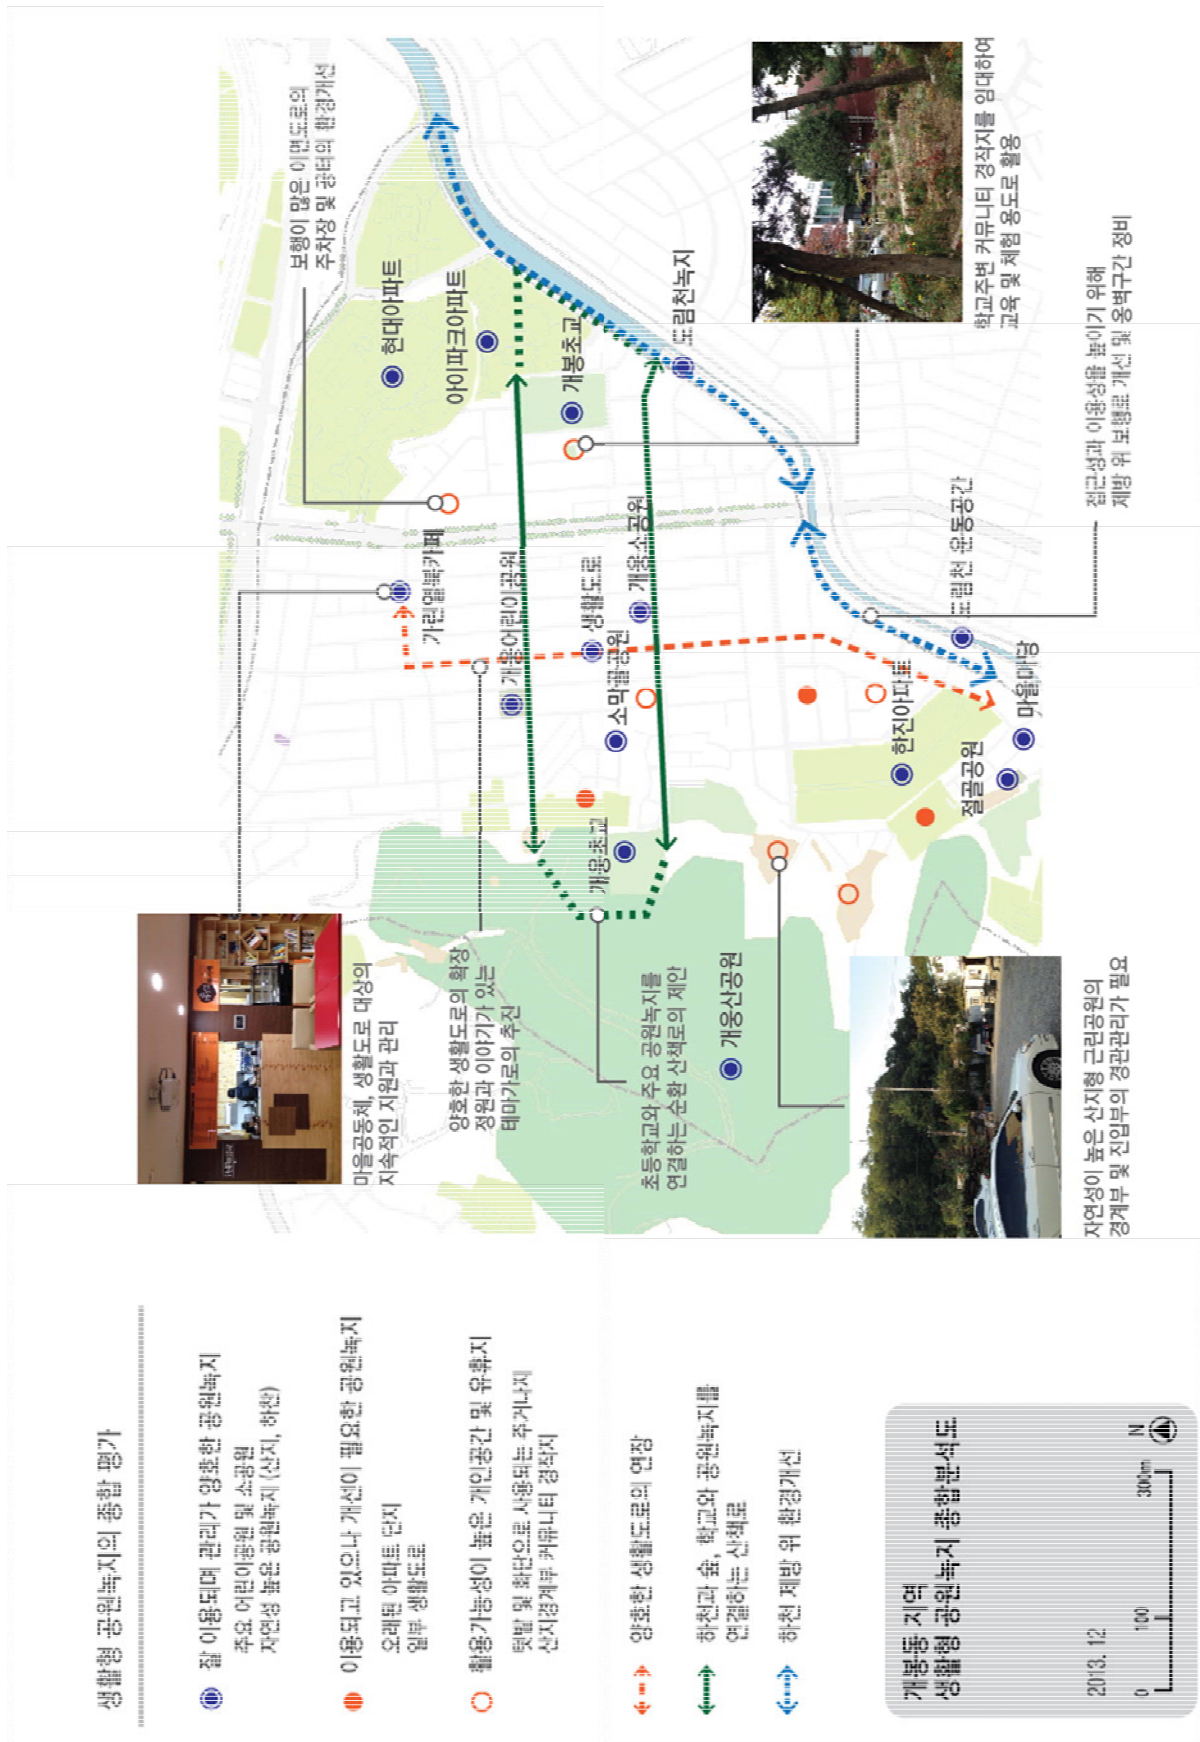 생활형 공원녹지의 종합 평가
잘 이용되며 관리가 양호한 공원녹지
주요 어린이공원 및 소공원
자연성 높은 공원녹지 (산지, 하천)
이용되고 있으나 개선이 필요한 공원녹지
오래된 아파트 단지
일부 생활도로
활용가능성이 높은 개인공간 및 유휴지
텃밭 및 화단으로 사용되는 주거나지
산지경계부 커뮤니티 경작지
양호한 생활도로의 연장
하천과 숲, 학교와 공원녹지를
연결하는 산책로
하천 제방 위 환경개선
개봉동 지역
생활형 공원녹지 종합분석도
2013. 12
0 100 300m
N
마을공동체, 생활도로 대상의
지속적인 지원과 관리
양호한 생활도로의 확장
정원과 이야기가 있는
테마가로의 추진
초등학교와 주요 공원녹지를
연결하는 순환 산책로의 제안
개웅산공원
자연성이 높은 산지형 근린공원의
경계부 및 진입부의 경관관리가 필요
보행이 많은 이면도로의
주차장 및 공터의 환경개선
현대아파트
아이파크아파트
개봉초교
도림천녹지
가린열북카페
개웅어린이공원
생활도로
개웅소공원
소막골공원
개웅초교
한진아파트
도림천 운동공간
마을마당
절골공원
학교주변 커뮤니티 경작지를 임대하여
교육 및 체험 용도로 활용
접근성과 이용성을 높이기 위해
제방 위 보행로 개선 및 옹벽구간 정비